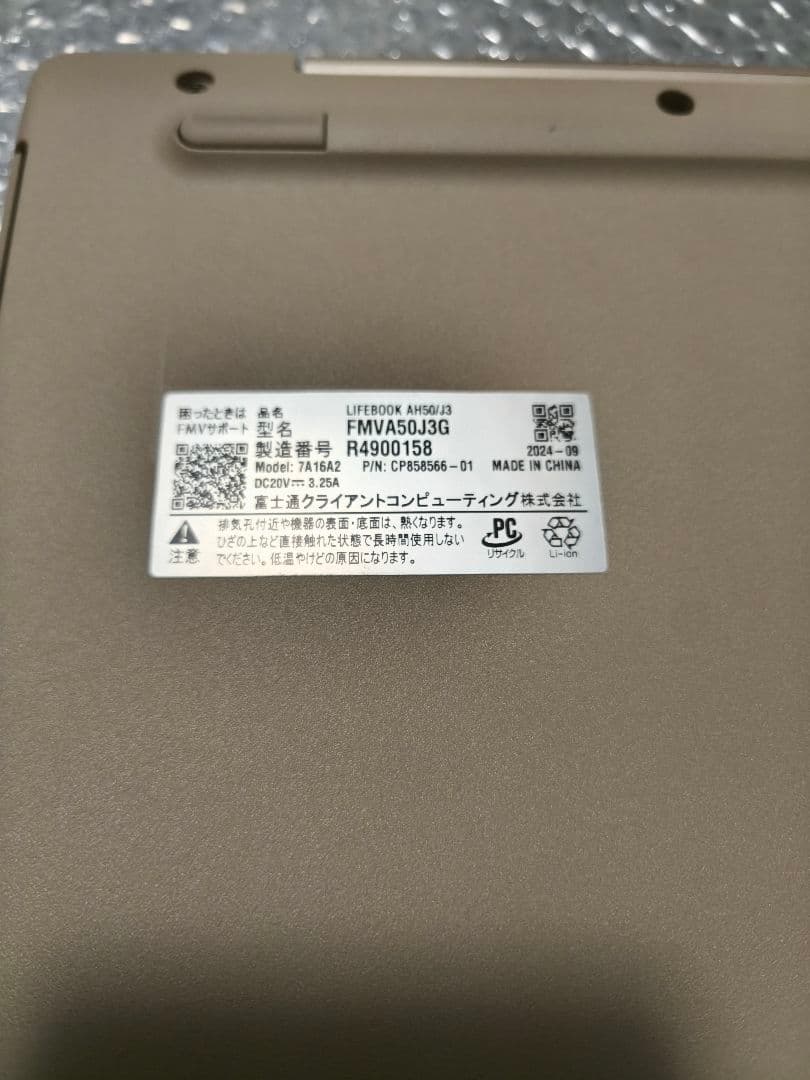 困ったときは 品名 LIFEBOOK AH50/J3
FMVサポート 型名 FMVA50J3G
製造番号 R4900158 2024-09
Model: 7A16A2 P/N: CP858566-01 MADE IN CHINA
DC20V⎓ 3.25A
富士通クライアントコンピューティング株式会社
注意
排気孔付近や機器の表面・底面は、熱くなります。
ひざの上など直接触れた状態で長時間使用しない
でください。低温やけどの原因になります。
PC
リサイクル
Li-ion